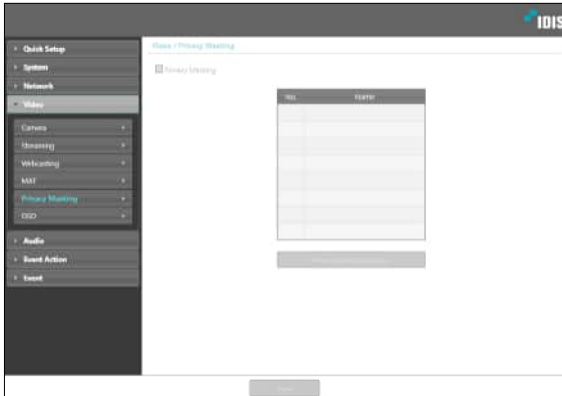 IDIS
Quick Setup
System
Network
Video
Camera
Streaming
Webcasting
MAT
Privacy Masking
OSD
Audio
Event Action
Event
Video / Privacy Masking
Privacy Masking
No. Name